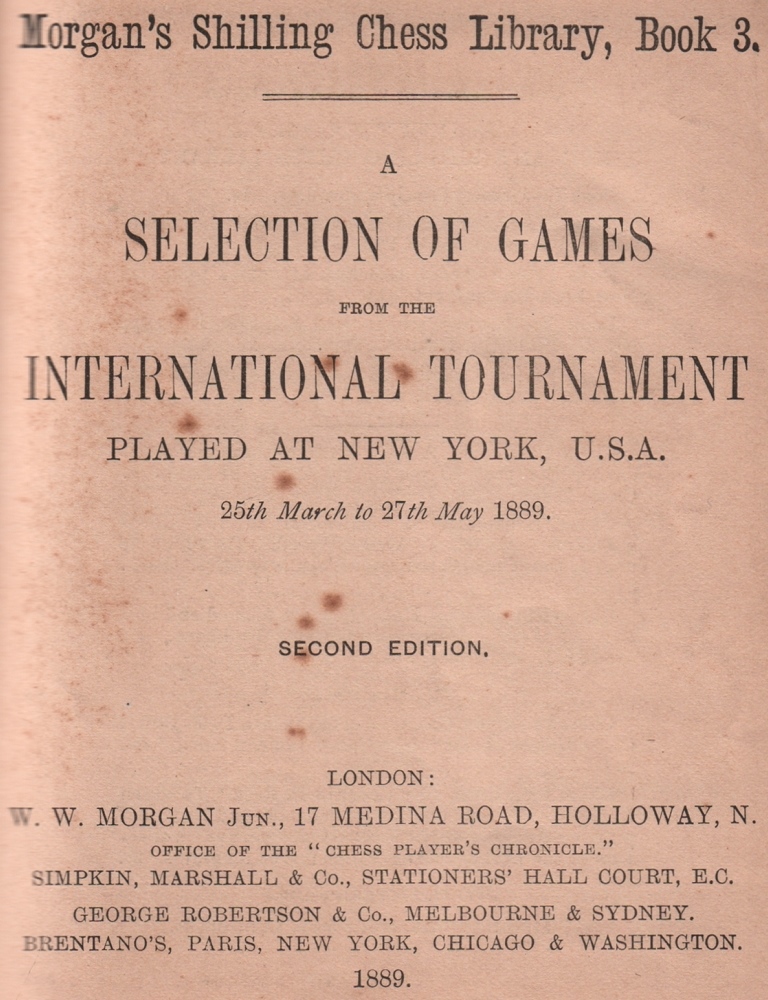 Morgan's Shilling Chess Library, Book 3.
A
SELECTION OF GAMES
FROM THE
INTERNATIONAL TOURNAMENT
PLAYED AT NEW YORK, U.S.A.
25th March to 27th May 1889.
SECOND EDITION.
LONDON:
W. W. MORGAN Jun., 17 MEDINA ROAD, HOLLOWAY, N.
OFFICE OF THE "CHESS PLAYER'S CHRONICLE."
SIMPKIN, MARSHALL & Co., STATIONERS' HALL COURT, E.C.
GEORGE ROBERTSON & Co., MELBOURNE & SYDNEY.
BRENTANO'S, PARIS, NEW YORK, CHICAGO & WASHINGTON.
1889.